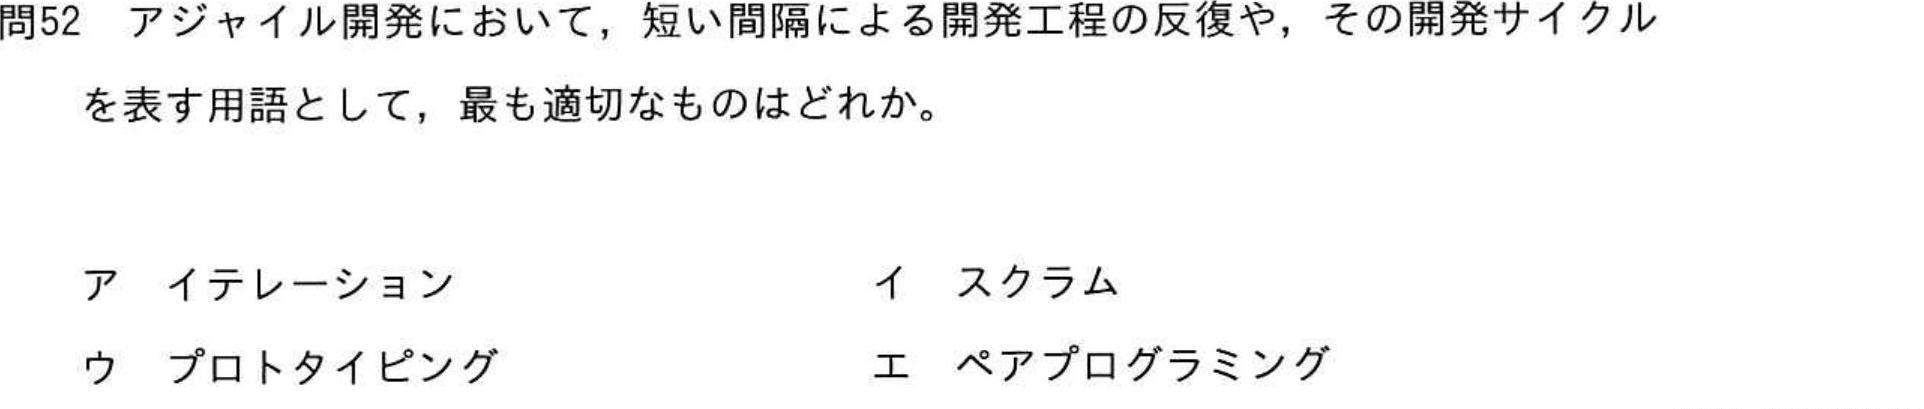 問52　アジャイル開発において，短い間隔による開発工程の反復や，その開発サイクル
を表す用語として，最も適切なものはどれか。
ア　イテレーション　イ　スクラム
ウ　プロトタイピング　エ　ペアプログラミング